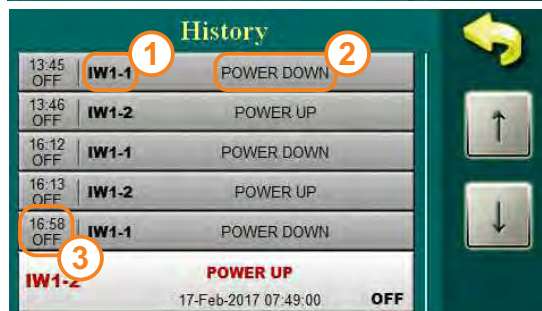 History
1
2
13:45
OFF
IW1-1
POWER DOWN
13:46
OFF
IW1-2
POWER UP
16:12
OFF
IW1-1
POWER DOWN
16:13
OFF
IW1-2
POWER UP
16:58
OFF
IW1-1
POWER DOWN
3
IW1-2
POWER UP
17-Feb-2017 07:49:00
OFF